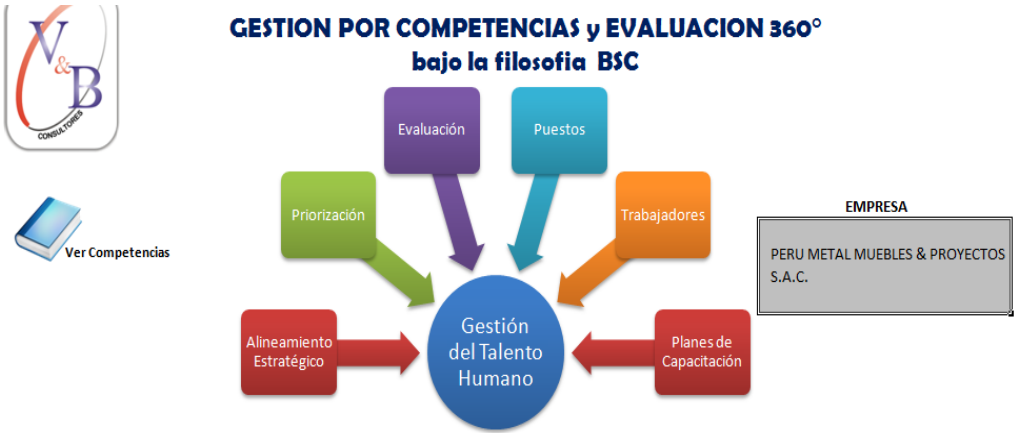 V
&
B
CONSULTORES
GESTION POR COMPETENCIAS y EVALUACION 360°
bajo la filosofia BSC
Evaluación
Puestos
Priorización
Trabajadores
Ver Competencias
EMPRESA
PERU METAL MUEBLES & PROYECTOS
S.A.C.
Alineamiento
Estratégico
Gestión
del Talento
Humano
Planes de
Capacitación